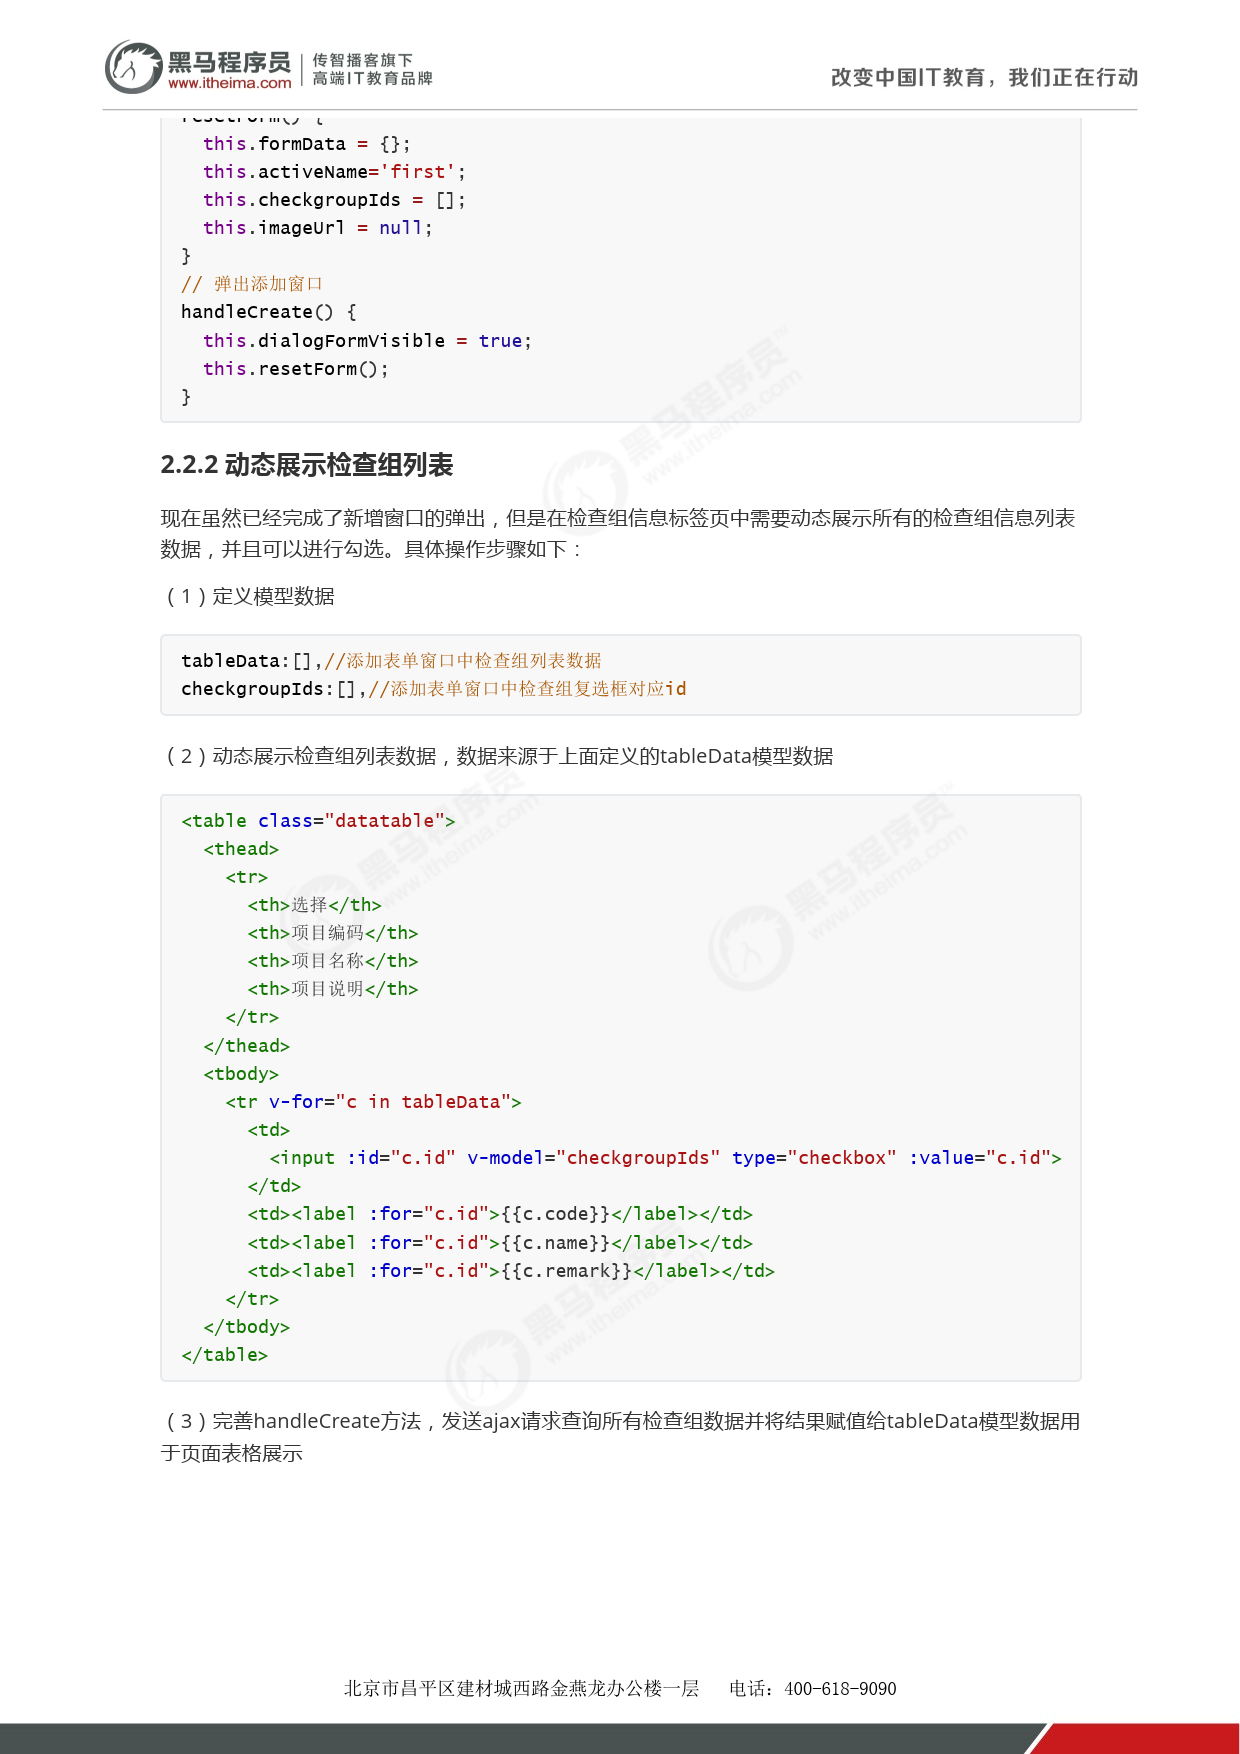 黑马程序员 传智播客旗下
www.itheima.com 高端IT教育品牌
改变中国IT教育，我们正在行动
resetForm() {
  this.formData = {};
  this.activeName='first';
  this.checkgroupIds = [];
  this.imageUrl = null;
}
// 弹出添加窗口
handleCreate() {
  this.dialogFormVisible = true;
  this.resetForm();
}
2.2.2 动态展示检查组列表
现在虽然已经完成了新增窗口的弹出，但是在检查组信息标签页中需要动态展示所有的检查组信息列表
数据，并且可以进行勾选。具体操作步骤如下：
（1）定义模型数据
tableData:[],//添加表单窗口中检查组列表数据
checkgroupIds:[],//添加表单窗口中检查组复选框对应id
（2）动态展示检查组列表数据，数据来源于上面定义的tableData模型数据
<table class="datatable">
  <thead>
    <tr>
      <th>选择</th>
      <th>项目编码</th>
      <th>项目名称</th>
      <th>项目说明</th>
    </tr>
  </thead>
  <tbody>
    <tr v-for="c in tableData">
      <td>
        <input :id="c.id" v-model="checkgroupIds" type="checkbox" :value="c.id">
      </td>
      <td><label :for="c.id">{{c.code}}</label></td>
      <td><label :for="c.id">{{c.name}}</label></td>
      <td><label :for="c.id">{{c.remark}}</label></td>
    </tr>
  </tbody>
</table>
（3）完善handleCreate方法，发送ajax请求查询所有检查组数据并将结果赋值给tableData模型数据用
于页面表格展示
北京市昌平区建材城西路金燕龙办公楼一层 电话：400-618-9090